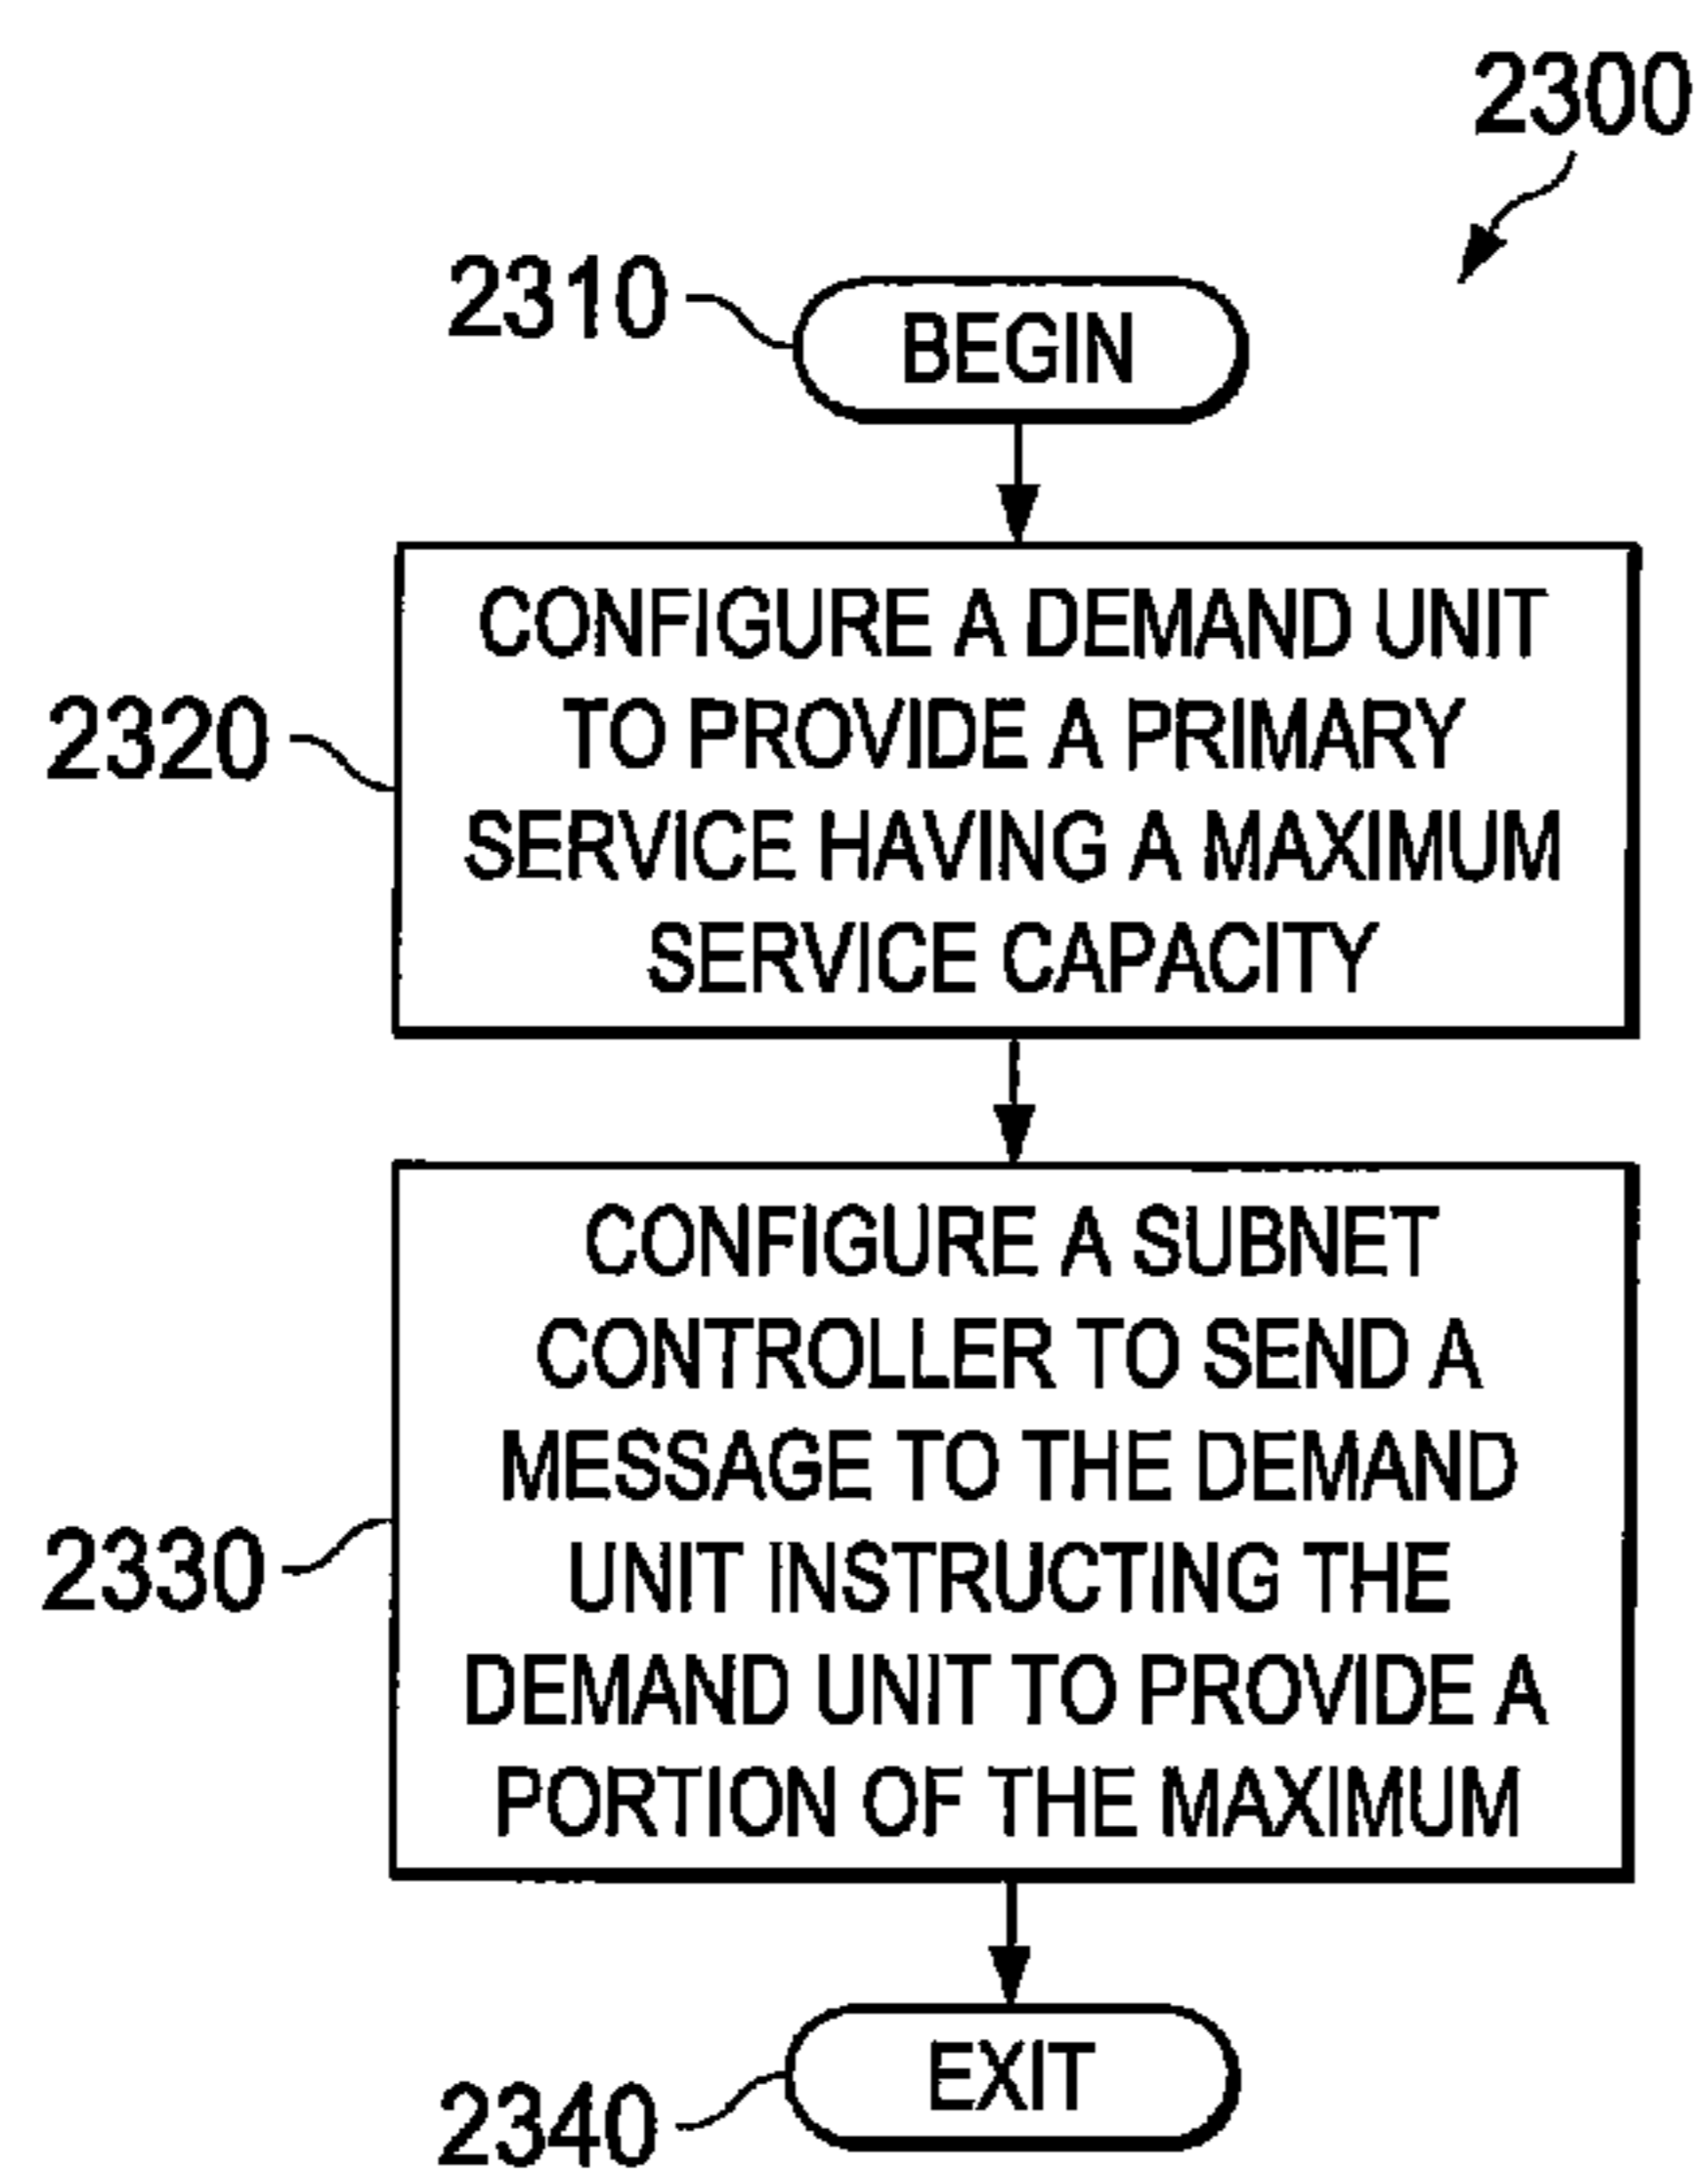 2300
2310
BEGIN
CONFIGURE A DEMAND UNIT
TO PROVIDE A PRIMARY
SERVICE HAVING A MAXIMUM
SERVICE CAPACITY
2320
CONFIGURE A SUBNET
CONTROLLER TO SEND A
MESSAGE TO THE DEMAND
UNIT INSTRUCTING THE
DEMAND UNIT TO PROVIDE A
PORTION OF THE MAXIMUM
2330
EXIT
2340